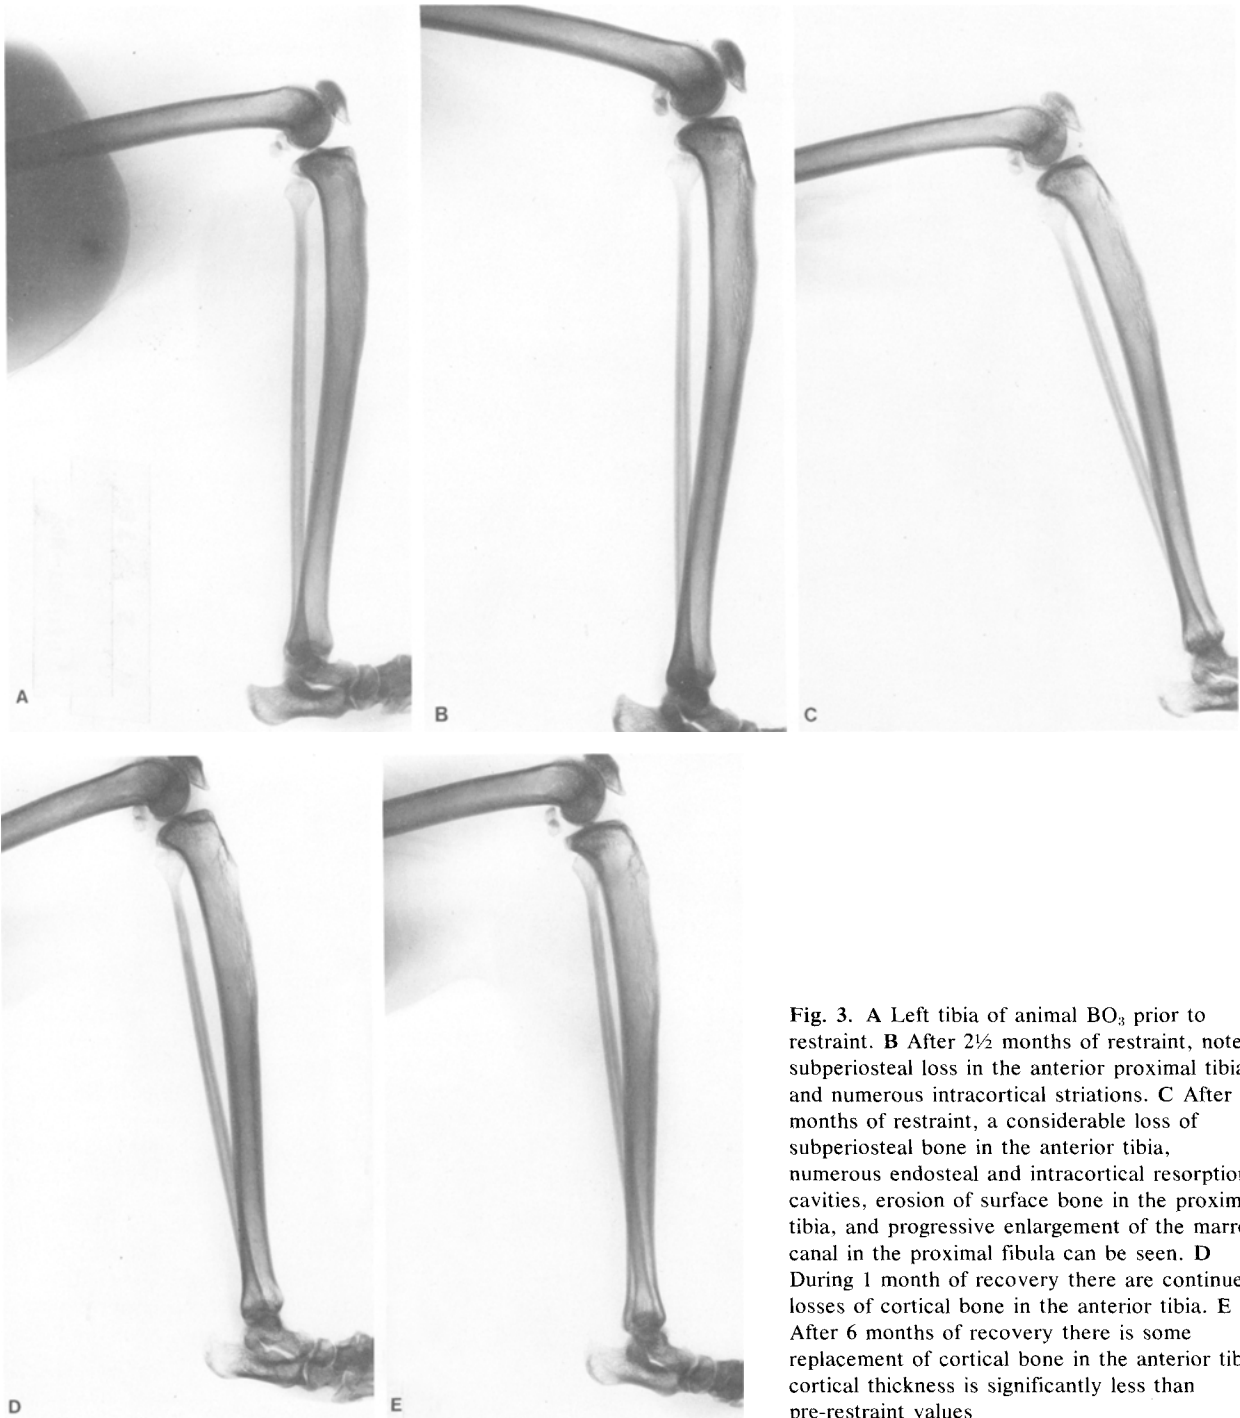 A
B
C
D
E
Fig. 3. A Left tibia of animal BO₃ prior to
restraint. B After 2½ months of restraint, note
subperiosteal loss in the anterior proximal tibia
and numerous intracortical striations. C After
months of restraint, a considerable loss of
subperiosteal bone in the anterior tibia,
numerous endosteal and intracortical resorption
cavities, erosion of surface bone in the proxim
tibia, and progressive enlargement of the marr
canal in the proximal fibula can be seen. D
During 1 month of recovery there are continue
losses of cortical bone in the anterior tibia. E
After 6 months of recovery there is some
replacement of cortical bone in the anterior tib
cortical thickness is significantly less than
pre-restraint values